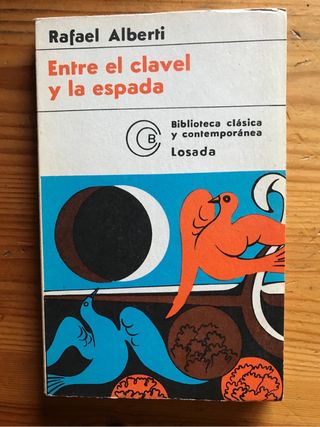 Rafael Alberti
Entre el clavel
y la espada
B
Biblioteca clásica
y contemporánea
Losada